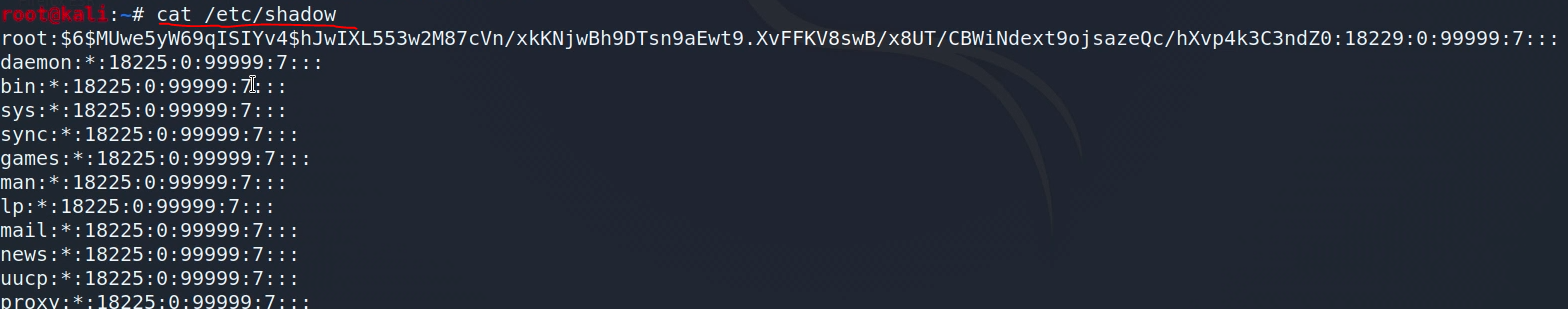 root@kali:~# cat /etc/shadow
root:$6$MUwe5yW69qISIYv4$hJwIXL553w2M87cVn/xkKNjwBh9DTsn9aEwt9.XvFFKV8swB/x8UT/CBWiNdext9ojsazeQc/hXvp4k3C3ndZ0:18229:0:99999:7:::
daemon:*:18225:0:99999:7:::
bin:*:18225:0:99999:7:::
sys:*:18225:0:99999:7:::
sync:*:18225:0:99999:7:::
games:*:18225:0:99999:7:::
man:*:18225:0:99999:7:::
lp:*:18225:0:99999:7:::
mail:*:18225:0:99999:7:::
news:*:18225:0:99999:7:::
uucp:*:18225:0:99999:7:::
proxy:*:18225:0:99999:7:::